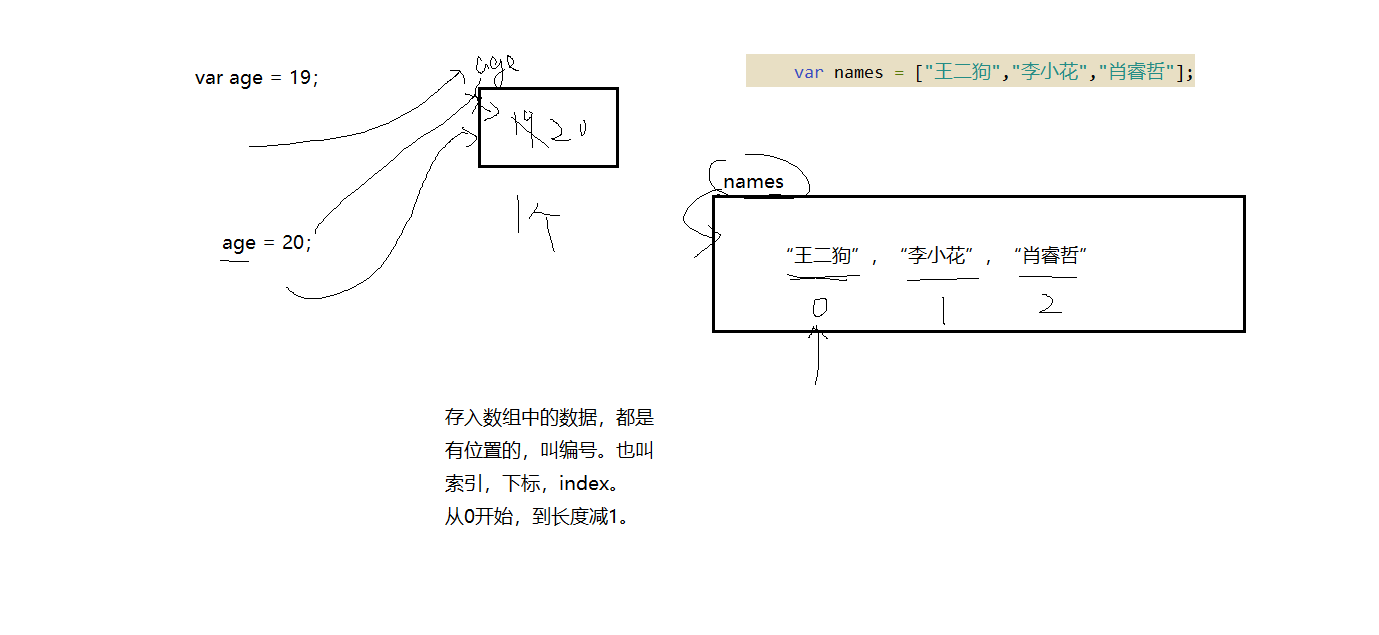 var age = 19;
age
19 20
1个
age = 20;
var names = ["王二狗","李小花","肖睿哲"];
names
“王二狗”，“李小花”，“肖睿哲”
0 1 2
存入数组中的数据，都是
有位置的，叫编号。也叫
索引，下标，index。
从0开始，到长度减1。